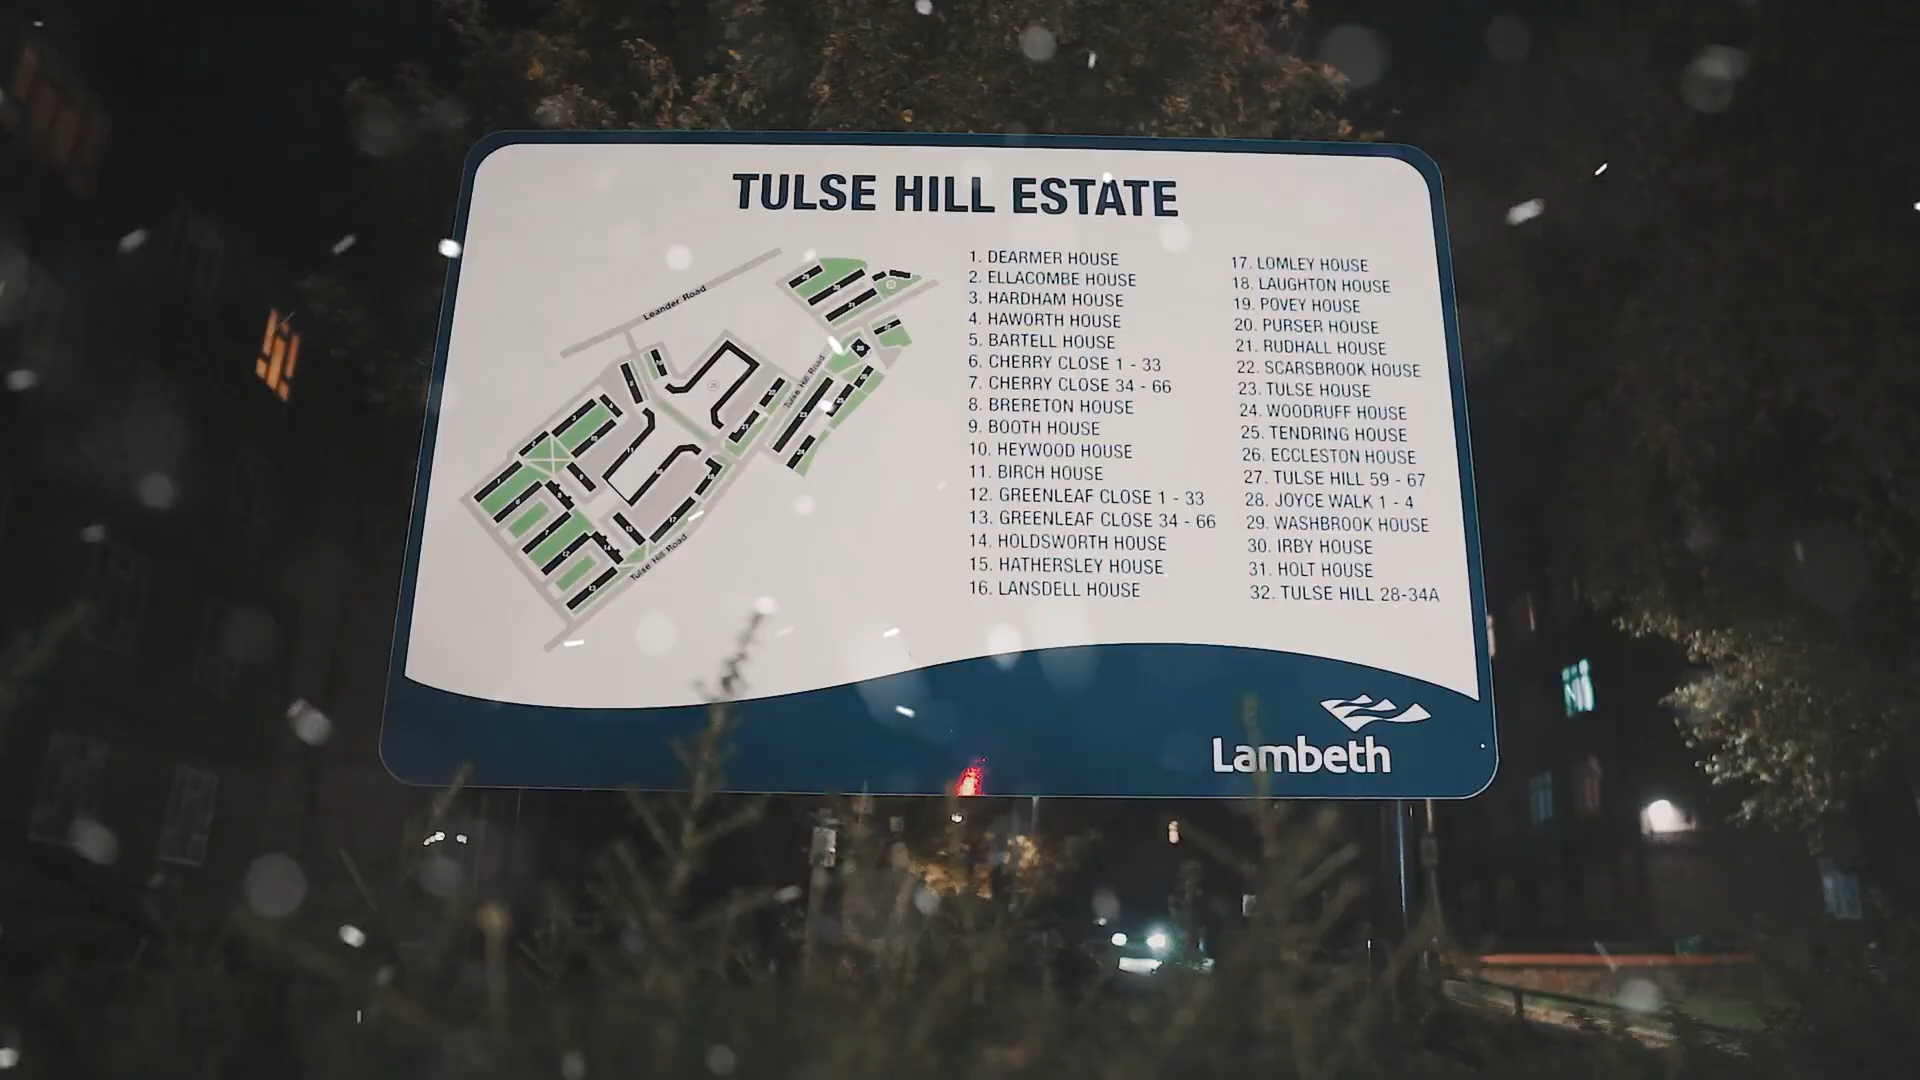 TULSE HILL ESTATE
Leander Road
Tulse Hill Road
Tulse Hill Road
1. DEARMER HOUSE
2. ELLACOMBE HOUSE
3. HARDHAM HOUSE
4. HAWORTH HOUSE
5. BARTELL HOUSE
6. CHERRY CLOSE 1 - 33
7. CHERRY CLOSE 34 - 66
8. BRERETON HOUSE
9. BOOTH HOUSE
10. HEYWOOD HOUSE
11. BIRCH HOUSE
12. GREENLEAF CLOSE 1 - 33
13. GREENLEAF CLOSE 34 - 66
14. HOLDSWORTH HOUSE
15. HATHERSLEY HOUSE
16. LANSDELL HOUSE
17. LOMLEY HOUSE
18. LAUGHTON HOUSE
19. POVEY HOUSE
20. PURSER HOUSE
21. RUDHALL HOUSE
22. SCARSBROOK HOUSE
23. TULSE HOUSE
24. WOODRUFF HOUSE
25. TENDRING HOUSE
26. ECCLESTON HOUSE
27. TULSE HILL 59 - 67
28. JOYCE WALK 1 - 4
29. WASHBROOK HOUSE
30. IRBY HOUSE
31. HOLT HOUSE
32. TULSE HILL 28-34A
Lambeth